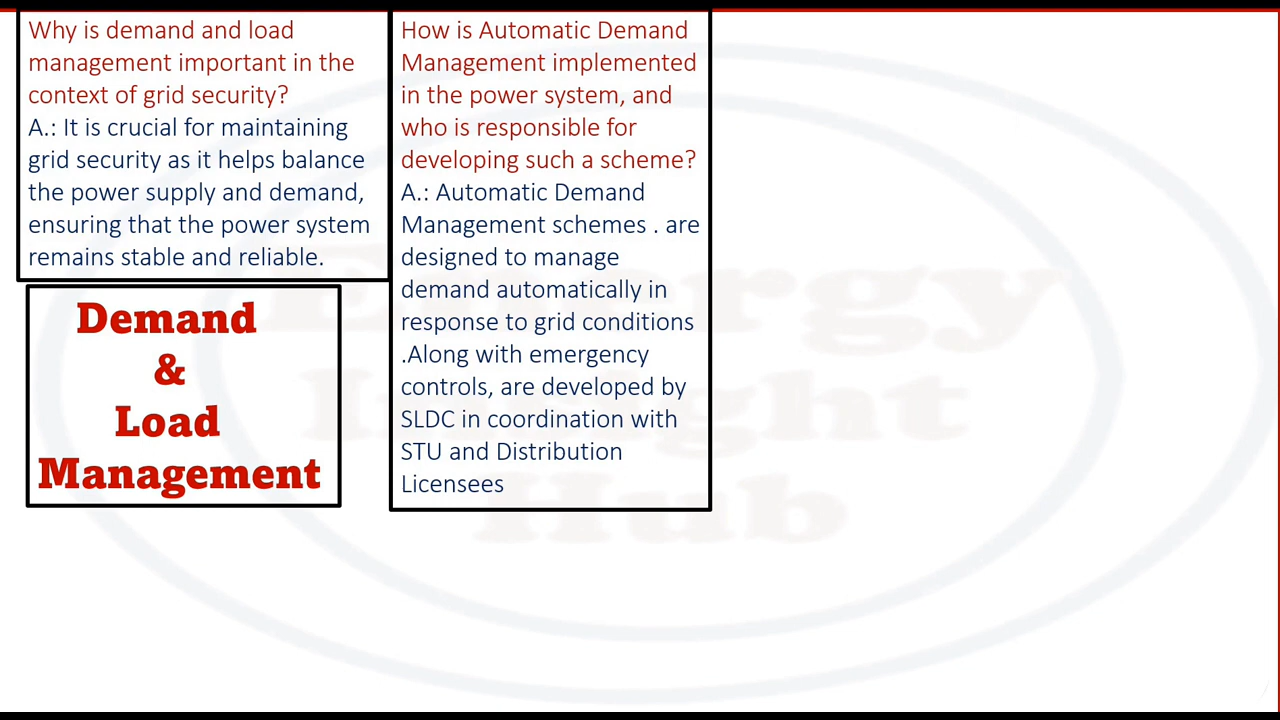 Why is demand and load
management important in the
context of grid security?
A.: It is crucial for maintaining
grid security as it helps balance
the power supply and demand,
ensuring that the power system
remains stable and reliable.
Demand
&
Load
Management
How is Automatic Demand
Management implemented
in the power system, and
who is responsible for
developing such a scheme?
A.: Automatic Demand
Management schemes . are
designed to manage
demand automatically in
response to grid conditions
.Along with emergency
controls, are developed by
SLDC in coordination with
STU and Distribution
Licensees
Energy
Insight
Hub